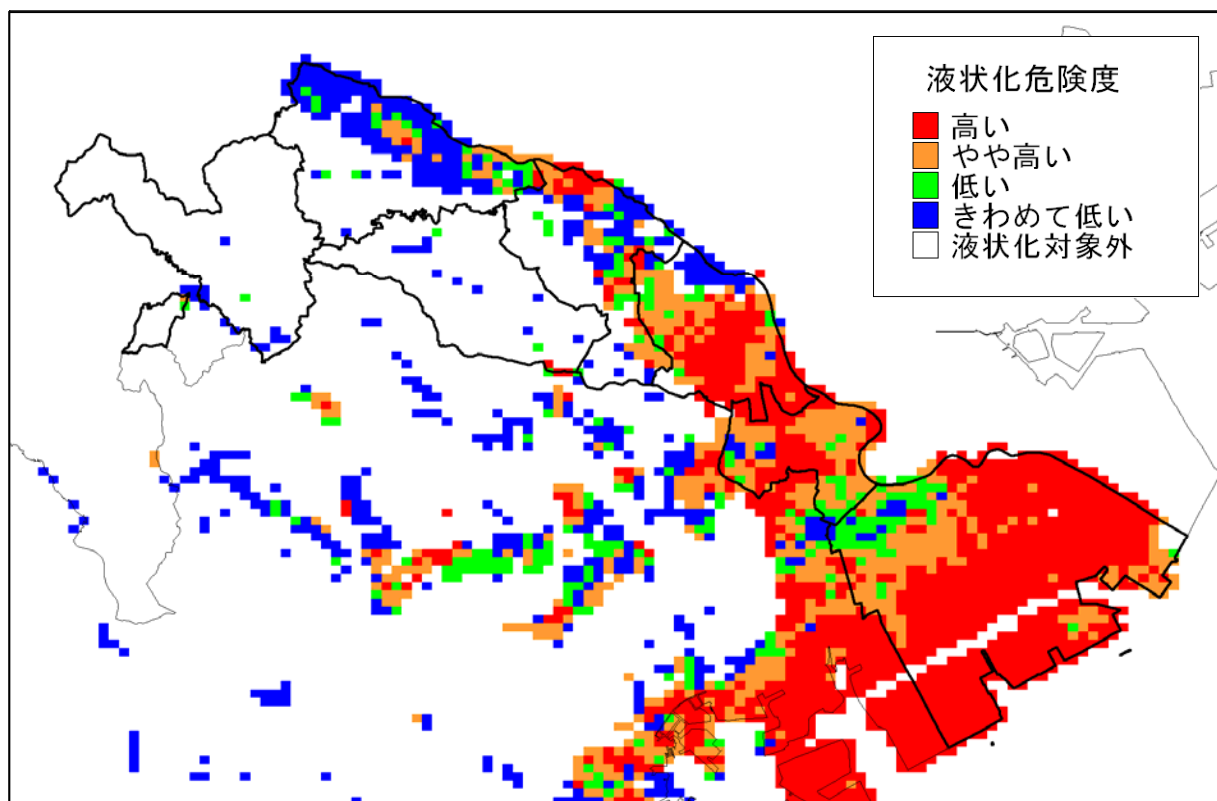 液状化危険度
高い
やや高い
低い
きわめて低い
液状化対象外